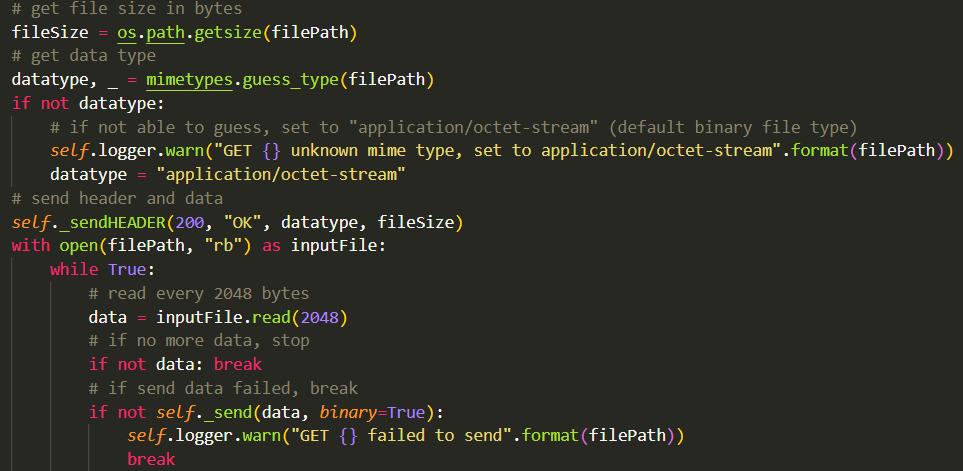 # get file size in bytes
fileSize = os.path.getsize(filePath)
# get data type
datatype, _ = mimetypes.guess_type(filePath)
if not datatype:
    # if not able to guess, set to "application/octet-stream" (default binary file type)
    self.logger.warn("GET {} unknown mime type, set to application/octet-stream".format(filePath))
    datatype = "application/octet-stream"
# send header and data
self._sendHEADER(200, "OK", datatype, fileSize)
with open(filePath, "rb") as inputFile:
    while True:
        # read every 2048 bytes
        data = inputFile.read(2048)
        # if no more data, stop
        if not data: break
        # if send data failed, break
        if not self._send(data, binary=True):
            self.logger.warn("GET {} failed to send".format(filePath))
            break